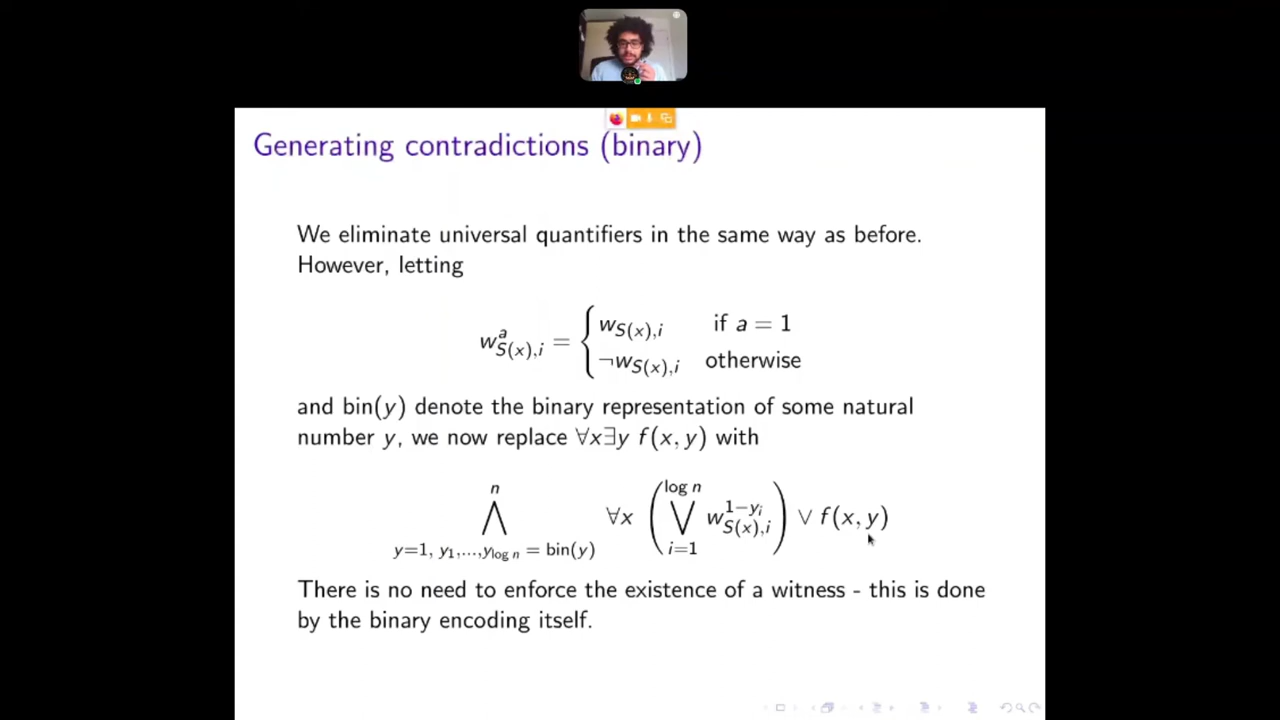 Generating contradictions (binary)
We eliminate universal quantifiers in the same way as before.
However, letting
w^a_{S(x),i} = { w_{S(x),i} if a = 1
¬w_{S(x),i} otherwise
and bin(y) denote the binary representation of some natural
number y, we now replace ∀x∃y f(x, y) with
⋀^n_{y=1, y_1,...,y_{log n} = bin(y)} ∀x (⋁^{log n}_{i=1} w^{1−y_i}_{S(x),i}) ∨ f(x, y)
There is no need to enforce the existence of a witness - this is done
by the binary encoding itself.